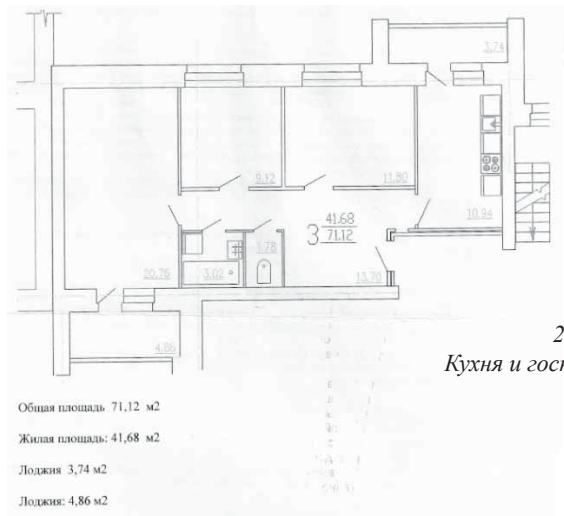 3,74
9,12
11,80
10,94
41.68
3
71.12
1,78
20,76
3,02
13,70
4,86
2
Кухня и гост
Общая площадь 71,12 м2
Жилая площадь: 41,68 м2
Лоджия 3,74 м2
Лоджия: 4,86 м2